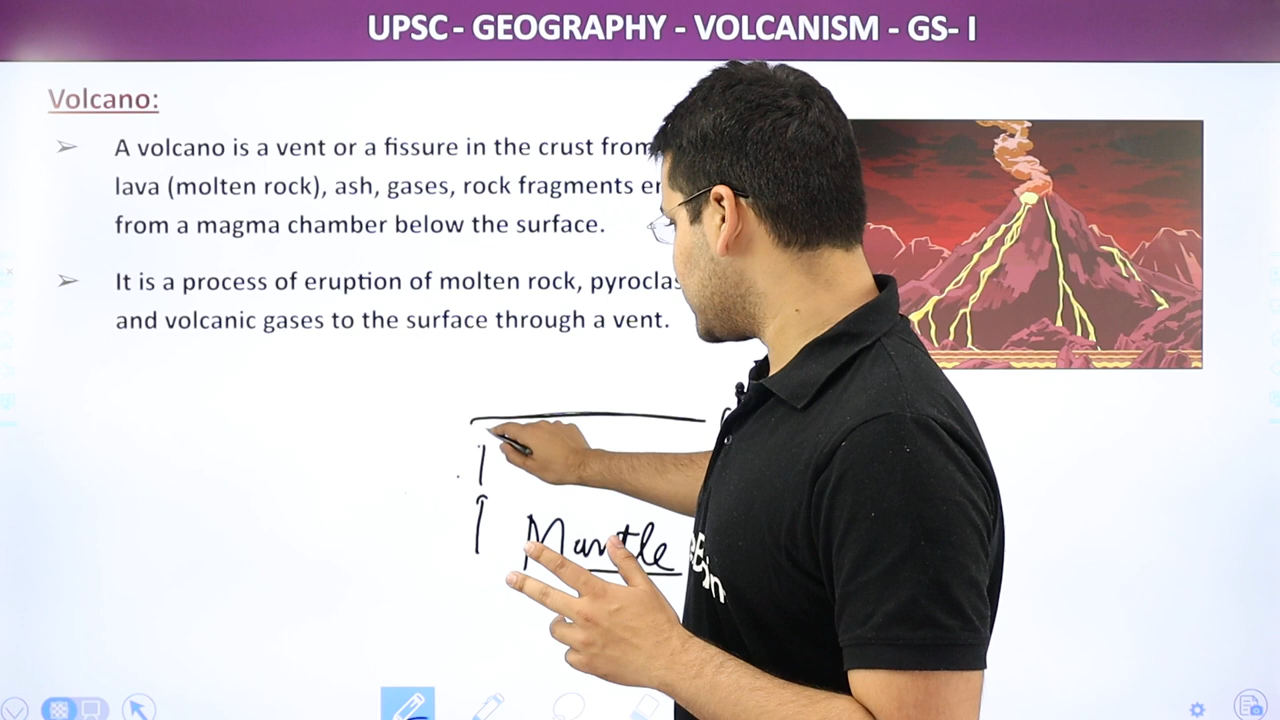 UPSC - GEOGRAPHY - VOLCANISM - GS- I
Volcano:
➢ A volcano is a vent or a fissure in the crust from
lava (molten rock), ash, gases, rock fragments
from a magma chamber below the surface.
➢ It is a process of eruption of molten rock,
and volcanic gases to the surface through a vent.
Mantle